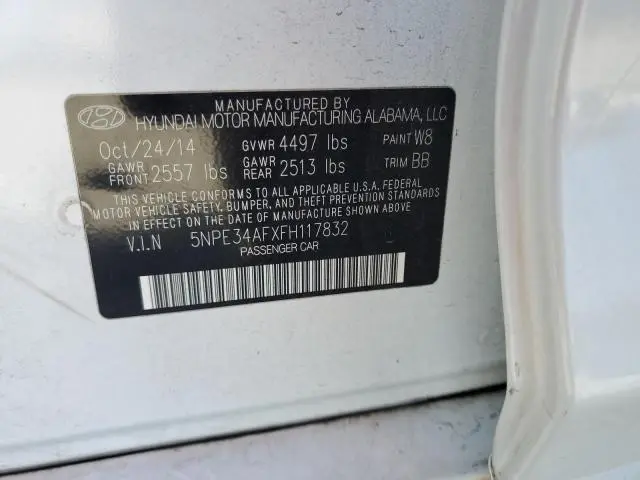 MANUFACTURED BY
HYUNDAI MOTOR MANUFACTURING ALABAMA, LLC
Oct/24/14 GVWR 4497 lbs PAINT W8
GAWR FRONT 2557 lbs GAWR REAR 2513 lbs TRIM BB
THIS VEHICLE CONFORMS TO ALL APPLICABLE U.S.A. FEDERAL
MOTOR VEHICLE SAFETY, BUMPER, AND THEFT PREVENTION STANDARDS
IN EFFECT ON THE DATE OF MANUFACTURE SHOWN ABOVE.
V.I.N 5NPE34AFXFH117832
PASSENGER CAR